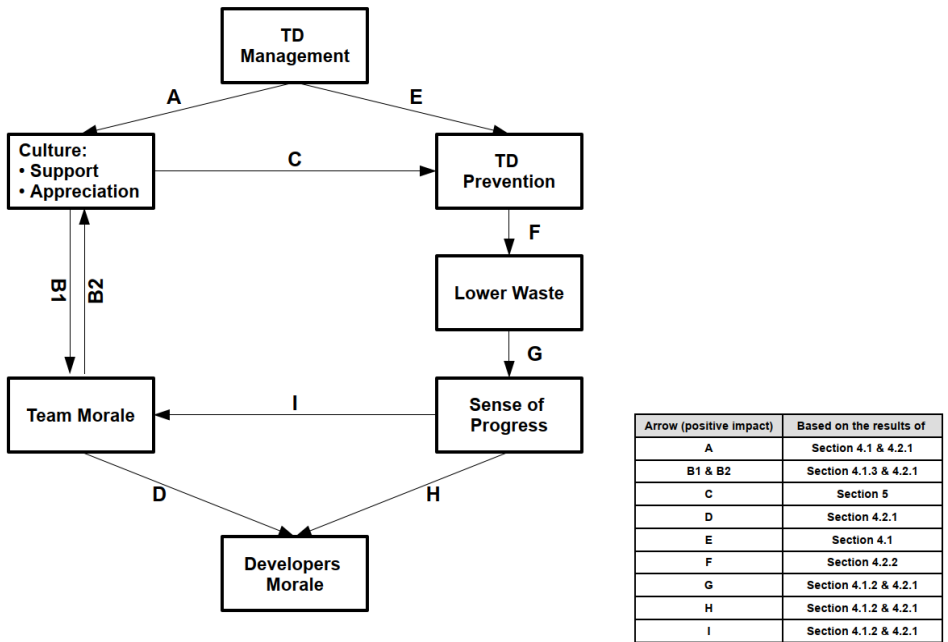 TD
Management
A
E
Culture:
• Support
• Appreciation
C
TD
Prevention
F
B1
B2
Lower Waste
G
Team Morale
I
Sense of
Progress
D
H
Developers
Morale
Arrow (positive impact) Based on the results of
A Section 4.1 & 4.2.1
B1 & B2 Section 4.1.3 & 4.2.1
C Section 5
D Section 4.2.1
E Section 4.1
F Section 4.2.2
G Section 4.1.2 & 4.2.1
H Section 4.1.2 & 4.2.1
I Section 4.1.2 & 4.2.1